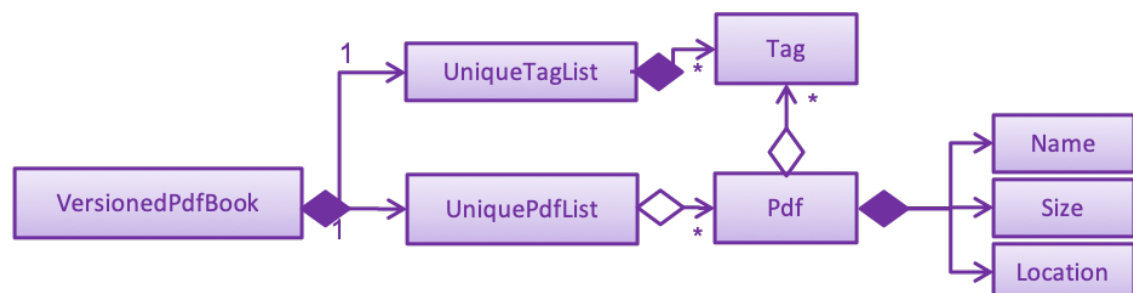 1
UniqueTagList
*
Tag
*
VersionedPdfBook
1
UniquePdfList
*
Pdf
Name
Size
Location